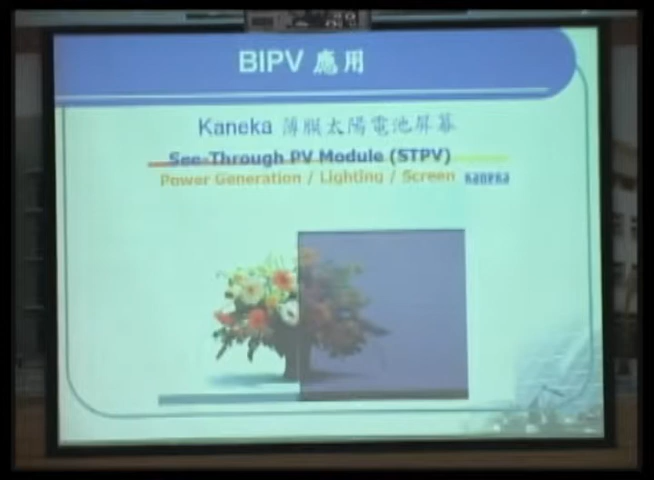 BIPV 應用
Kaneka 薄膜太陽電池屏幕
See-Through PV Module (STPV)
Power Generation / Lighting / Screen kaneka